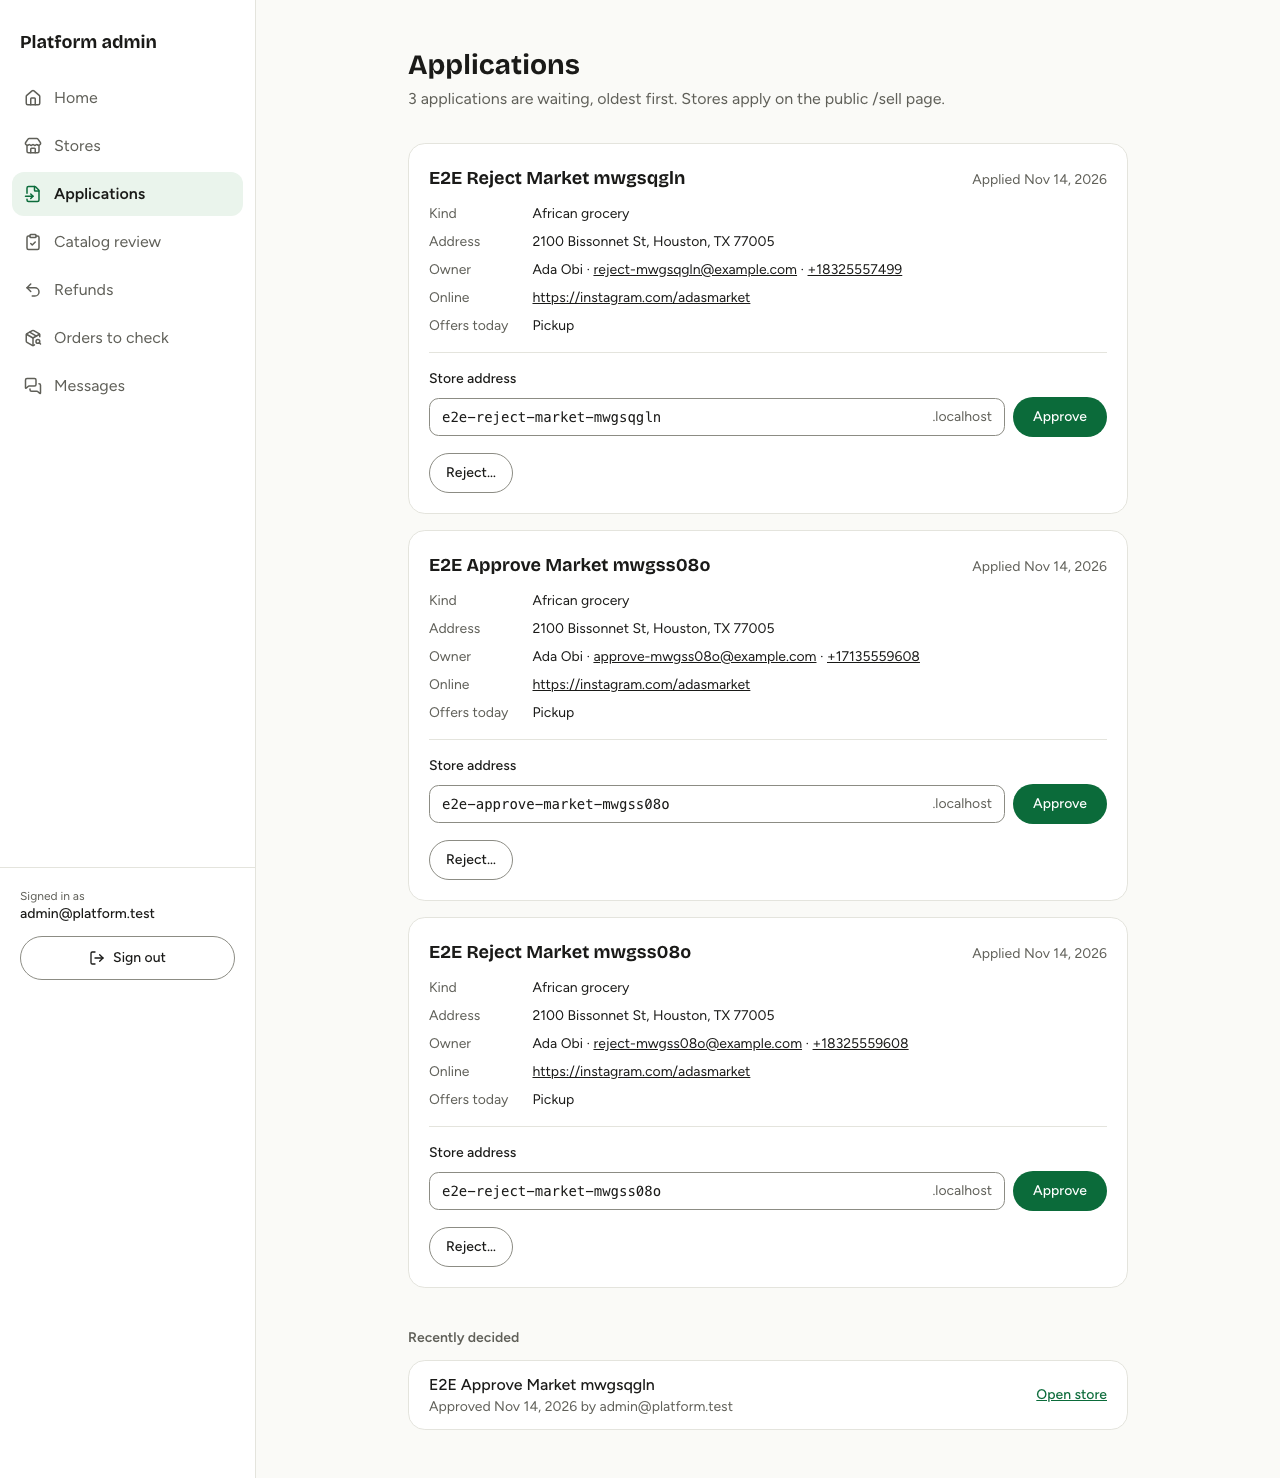 Platform admin
Home
Stores
Applications
Catalog review
Refunds
Orders to check
Messages
Signed in as
admin@platform.test
Sign out
Applications
3 applications are waiting, oldest first. Stores apply on the public /sell page.
E2E Reject Market mwgsqgln
Applied Nov 14, 2026
Kind African grocery
Address 2100 Bissonnet St, Houston, TX 77005
Owner Ada Obi · reject-mwgsqgln@example.com · +18325557499
Online https://instagram.com/adasmarket
Offers today Pickup
Store address
e2e-reject-market-mwgsqgln .localhost Approve
Reject...
E2E Approve Market mwgss08o
Applied Nov 14, 2026
Kind African grocery
Address 2100 Bissonnet St, Houston, TX 77005
Owner Ada Obi · approve-mwgss08o@example.com · +17135559608
Online https://instagram.com/adasmarket
Offers today Pickup
Store address
e2e-approve-market-mwgss08o .localhost Approve
Reject...
E2E Reject Market mwgss08o
Applied Nov 14, 2026
Kind African grocery
Address 2100 Bissonnet St, Houston, TX 77005
Owner Ada Obi · reject-mwgss08o@example.com · +18325559608
Online https://instagram.com/adasmarket
Offers today Pickup
Store address
e2e-reject-market-mwgss08o .localhost Approve
Reject...
Recently decided
E2E Approve Market mwgsqgln
Approved Nov 14, 2026 by admin@platform.test
Open store